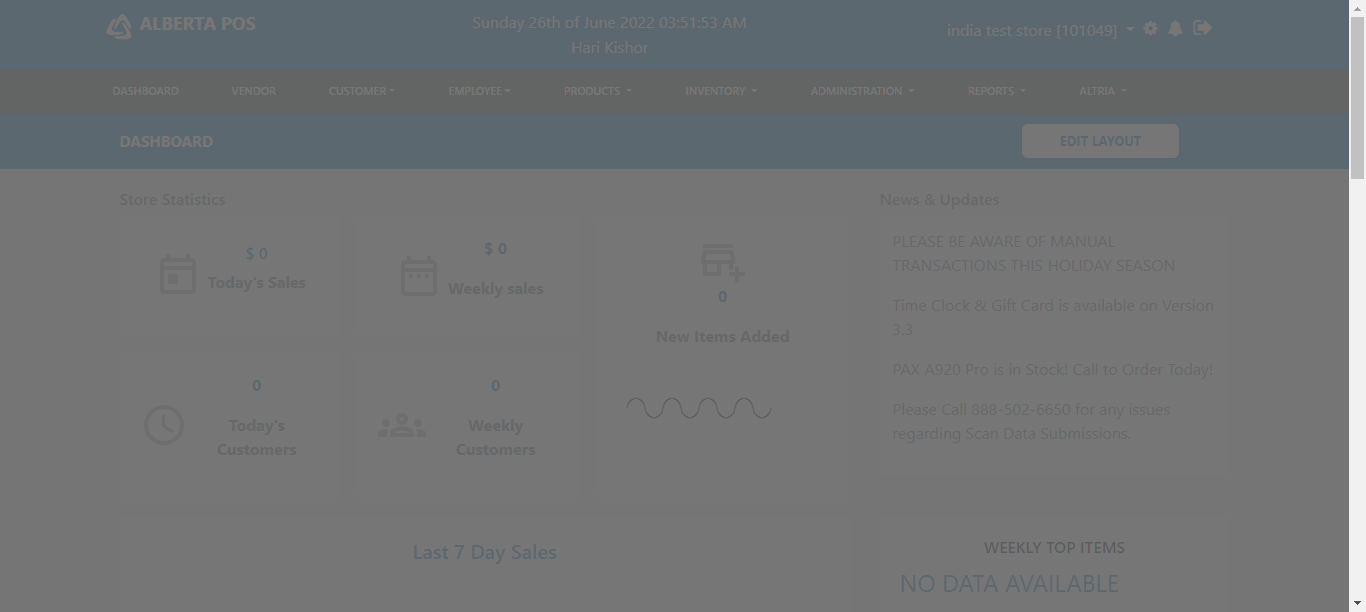 ALBERTA POS
Sunday 26th of June 2022 03:51:53 AM
Hari Kishor
india test store [101049]
DASHBOARD
VENDOR
CUSTOMER
EMPLOYEE
PRODUCTS
INVENTORY
ADMINISTRATION
REPORTS
ALTRIA
DASHBOARD
EDIT LAYOUT
Store Statistics
$ 0
Today's Sales
$ 0
Weekly sales
0
New Items Added
0
Today's
Customers
0
Weekly
Customers
News & Updates
PLEASE BE AWARE OF MANUAL
TRANSACTIONS THIS HOLIDAY SEASON
Time Clock & Gift Card is available on Version
3.3
PAX A920 Pro is in Stock! Call to Order Today!
Please Call 888-502-6650 for any issues
regarding Scan Data Submissions.
Last 7 Day Sales
WEEKLY TOP ITEMS
NO DATA AVAILABLE